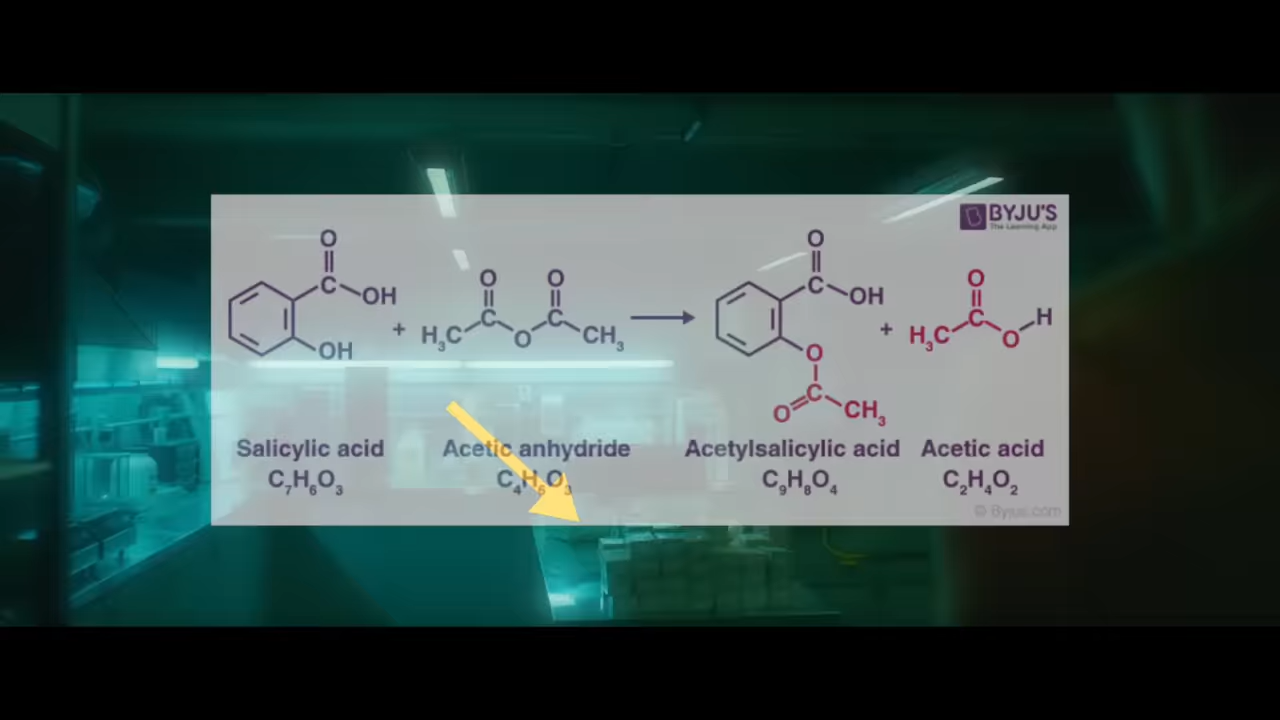 BYJU'S
The Learning App
O
C
OH
OH
+
H₃C
O
C
O
O
C
CH₃
O
C
OH
O
O
C
CH₃
+
O
H₃C
C
O
H
Salicylic acid
C₇H₆O₃
Acetic anhydride
C₄H₆O₃
Acetylsalicylic acid
C₉H₈O₄
Acetic acid
C₂H₄O₂
© Byjus.com